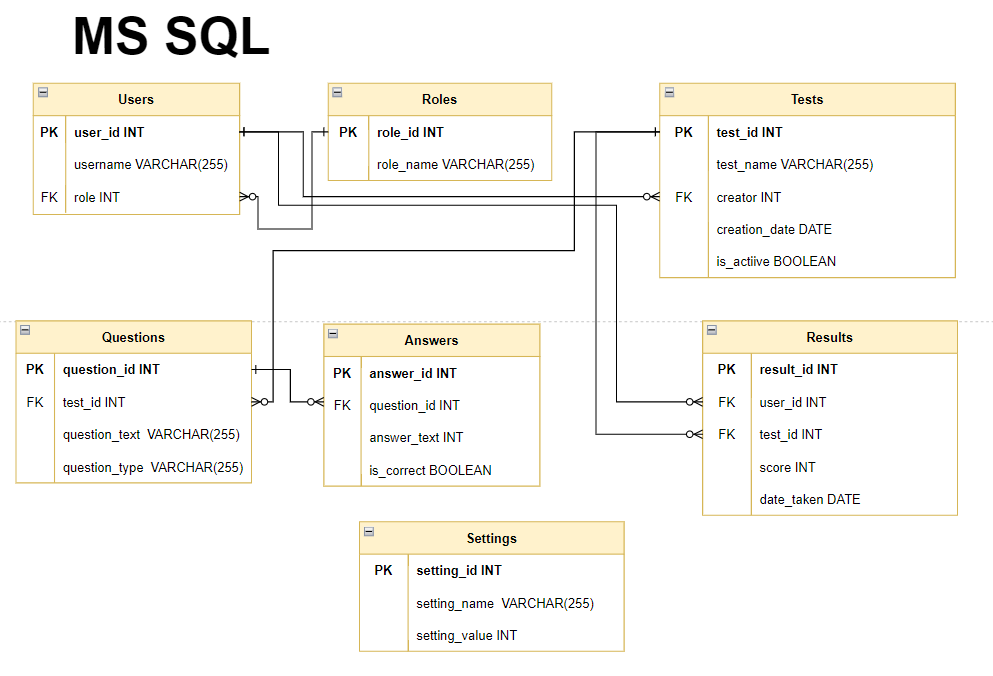 MS SQL
Users
PK user_id INT
username VARCHAR(255)
FK role INT
Roles
PK role_id INT
role_name VARCHAR(255)
Tests
PK test_id INT
test_name VARCHAR(255)
FK creator INT
creation_date DATE
is_actiive BOOLEAN
Questions
PK question_id INT
FK test_id INT
question_text VARCHAR(255)
question_type VARCHAR(255)
Answers
PK answer_id INT
FK question_id INT
answer_text INT
is_correct BOOLEAN
Results
PK result_id INT
FK user_id INT
FK test_id INT
score INT
date_taken DATE
Settings
PK setting_id INT
setting_name VARCHAR(255)
setting_value INT